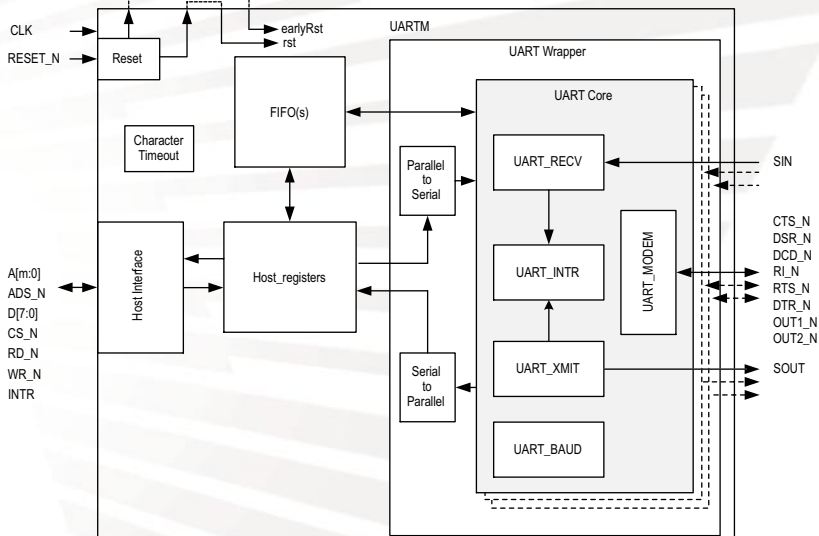 CLK
RESET_N
Reset
earlyRst
rst
UARTM
UART Wrapper
UART Core
FIFO(s)
Character
Timeout
Parallel
to
Serial
UART_RECV
SIN
Host Interface
Host_registers
UART_INTR
UART_MODEM
A[m:0]
ADS_N
D[7:0]
CS_N
RD_N
WR_N
INTR
CTS_N
DSR_N
DCD_N
RI_N
RTS_N
DTR_N
OUT1_N
OUT2_N
Serial
to
Parallel
UART_XMIT
SOUT
UART_BAUD